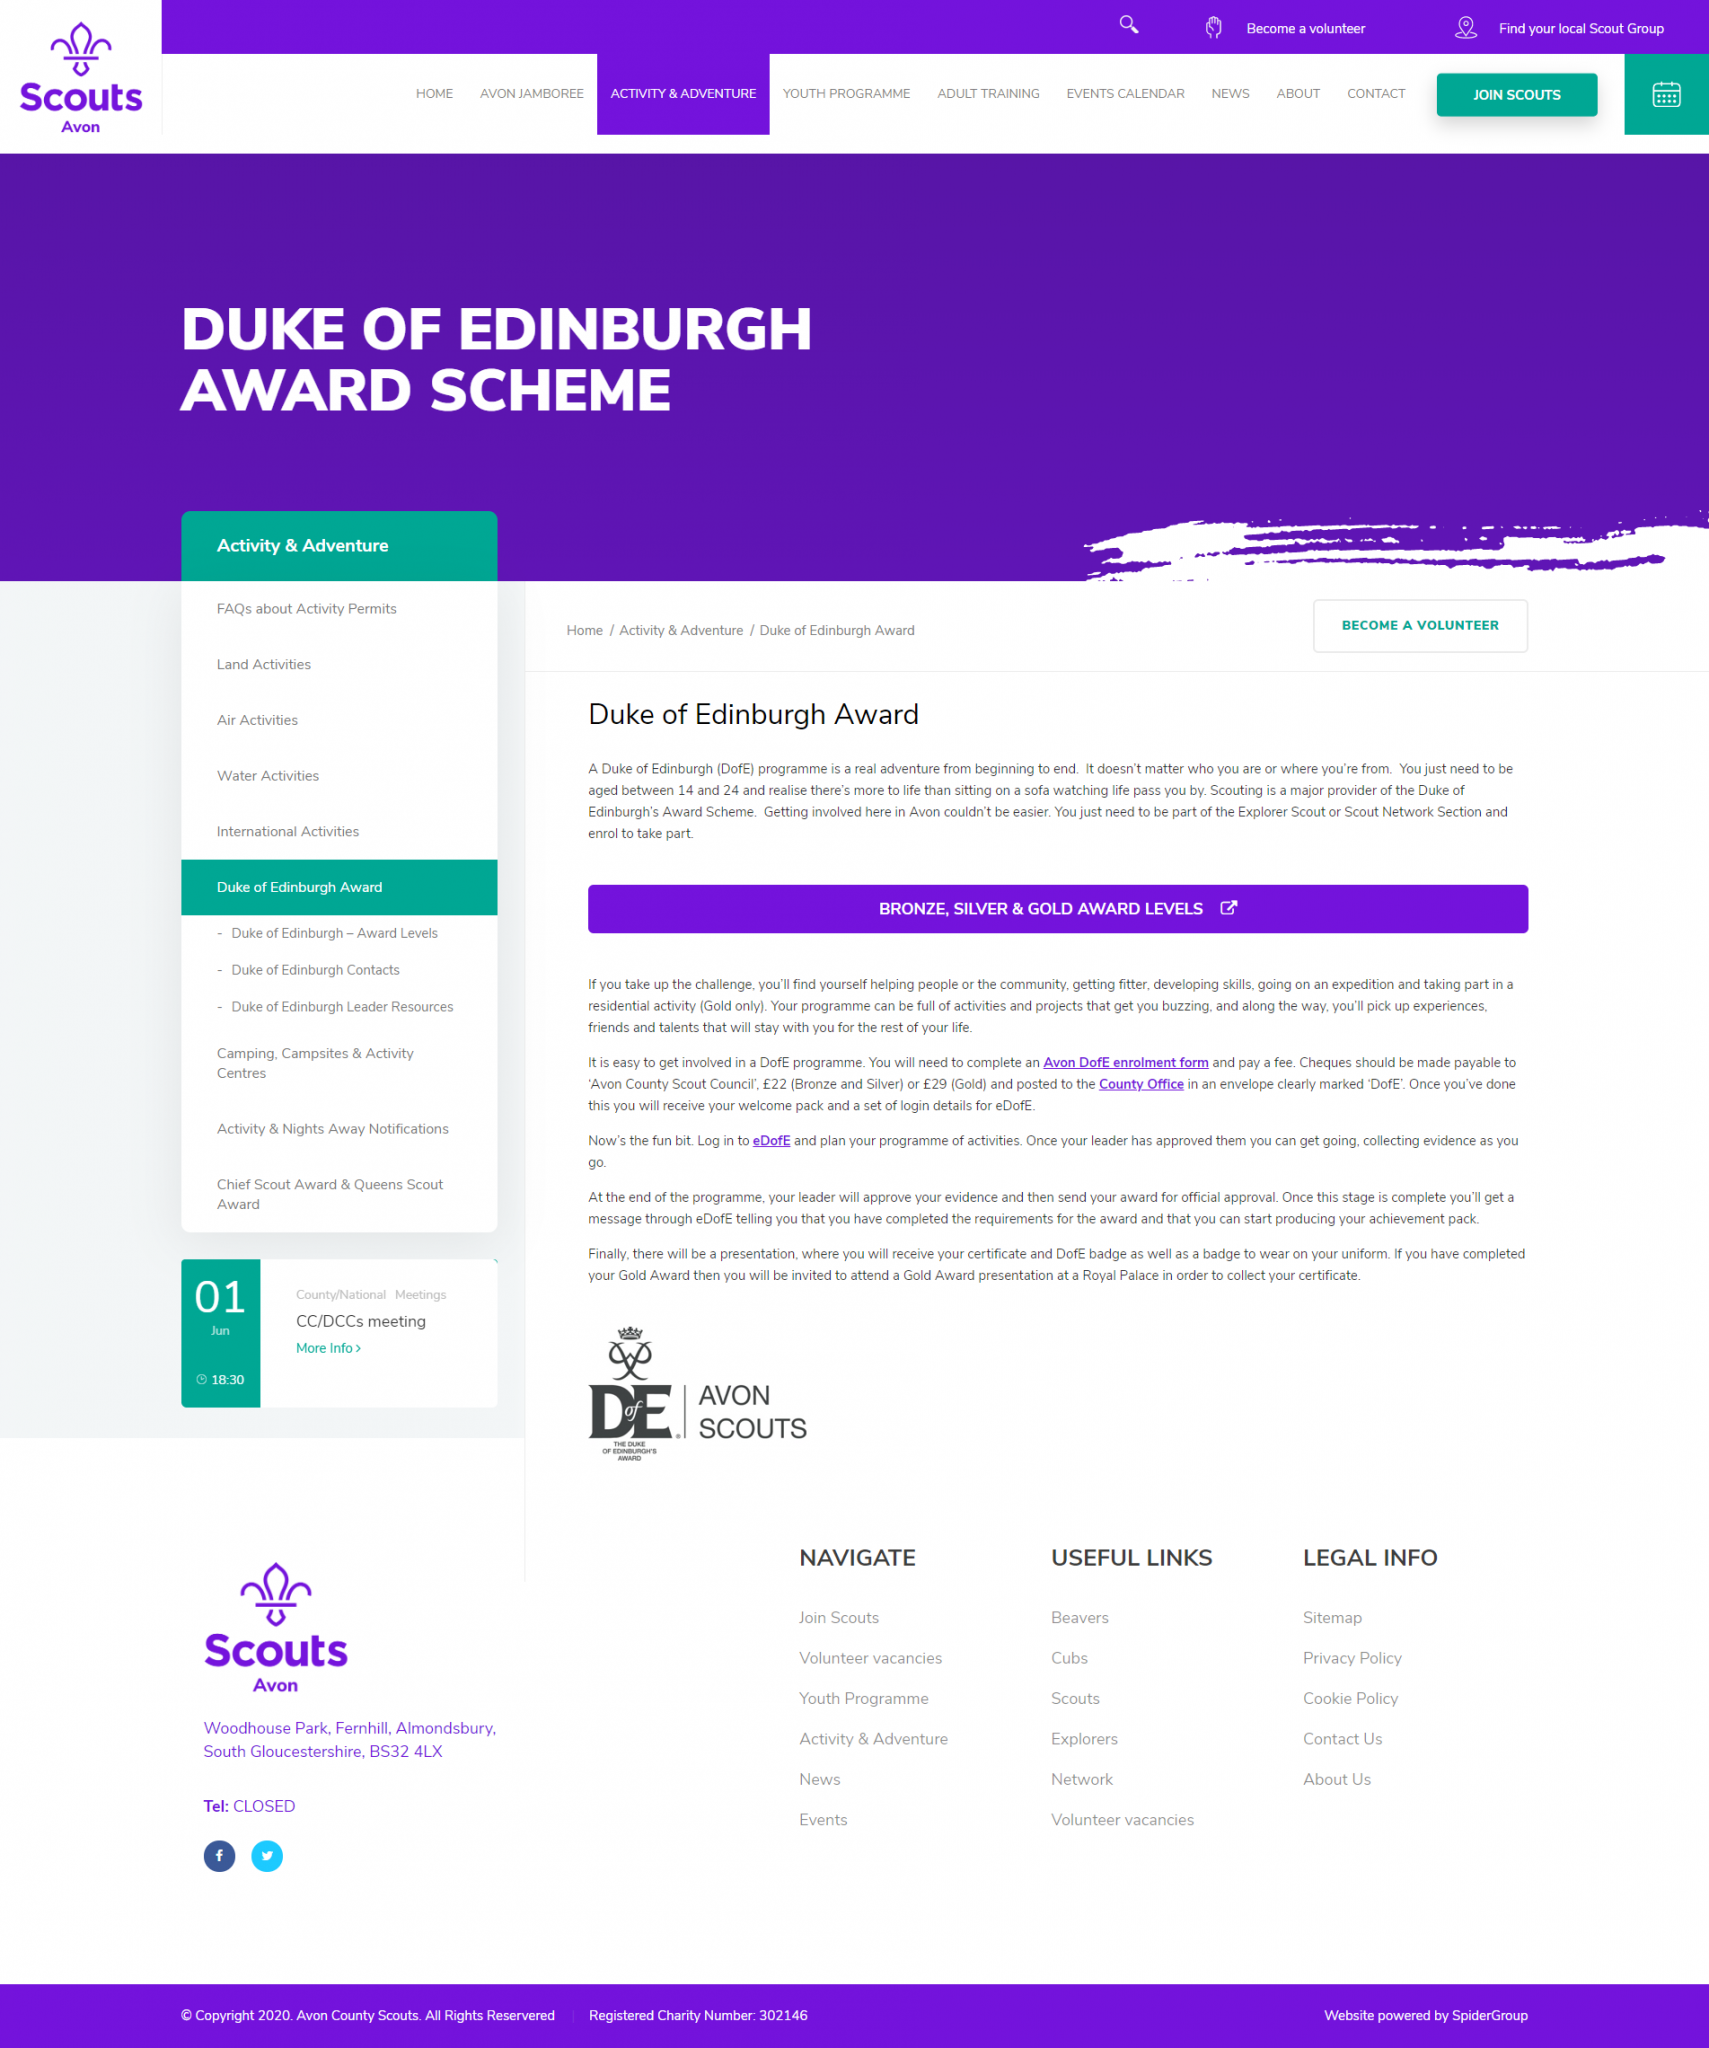 Scouts
Avon
Become a volunteer
Find your local Scout Group
HOME
AVON JAMBOREE
ACTIVITY & ADVENTURE
YOUTH PROGRAMME
ADULT TRAINING
EVENTS CALENDAR
NEWS
ABOUT
CONTACT
JOIN SCOUTS
DUKE OF EDINBURGH
AWARD SCHEME
Activity & Adventure
FAQs about Activity Permits
Land Activities
Air Activities
Water Activities
International Activities
Duke of Edinburgh Award
- Duke of Edinburgh – Award Levels
- Duke of Edinburgh Contacts
- Duke of Edinburgh Leader Resources
Camping, Campsites & Activity
Centres
Activity & Nights Away Notifications
Chief Scout Award & Queens Scout
Award
01
Jun
18:30
County/National Meetings
CC/DCCs meeting
More Info ›
Home / Activity & Adventure / Duke of Edinburgh Award
BECOME A VOLUNTEER
Duke of Edinburgh Award
A Duke of Edinburgh (DofE) programme is a real adventure from beginning to end.  It doesn’t matter who you are or where you’re from.  You just need to be
aged between 14 and 24 and realise there’s more to life than sitting on a sofa watching life pass you by. Scouting is a major provider of the Duke of
Edinburgh’s Award Scheme.  Getting involved here in Avon couldn’t be easier. You just need to be part of the Explorer Scout or Scout Network Section and
enrol to take part.
BRONZE, SILVER & GOLD AWARD LEVELS
If you take up the challenge, you’ll find yourself helping people or the community, getting fitter, developing skills, going on an expedition and taking part in a
residential activity (Gold only). Your programme can be full of activities and projects that get you buzzing, and along the way, you’ll pick up experiences,
friends and talents that will stay with you for the rest of your life.
It is easy to get involved in a DofE programme. You will need to complete an Avon DofE enrolment form and pay a fee. Cheques should be made payable to
‘Avon County Scout Council’, £22 (Bronze and Silver) or £29 (Gold) and posted to the County Office in an envelope clearly marked ‘DofE’. Once you’ve done
this you will receive your welcome pack and a set of login details for eDofE.
Now’s the fun bit. Log in to eDofE and plan your programme of activities. Once your leader has approved them you can get going, collecting evidence as you
go.
At the end of the programme, your leader will approve your evidence and then send your award for official approval. Once this stage is complete you’ll get a
message through eDofE telling you that you have completed the requirements for the award and that you can start producing your achievement pack.
Finally, there will be a presentation, where you will receive your certificate and DofE badge as well as a badge to wear on your uniform. If you have completed
your Gold Award then you will be invited to attend a Gold Award presentation at a Royal Palace in order to collect your certificate.
DofE
THE DUKE
OF EDINBURGH'S
AWARD
AVON
SCOUTS
Scouts
Avon
Woodhouse Park, Fernhill, Almondsbury,
South Gloucestershire, BS32 4LX
Tel: CLOSED
NAVIGATE
Join Scouts
Volunteer vacancies
Youth Programme
Activity & Adventure
News
Events
USEFUL LINKS
Beavers
Cubs
Scouts
Explorers
Network
Volunteer vacancies
LEGAL INFO
Sitemap
Privacy Policy
Cookie Policy
Contact Us
About Us
© Copyright 2020. Avon County Scouts. All Rights Reservered
Registered Charity Number: 302146
Website powered by SpiderGroup